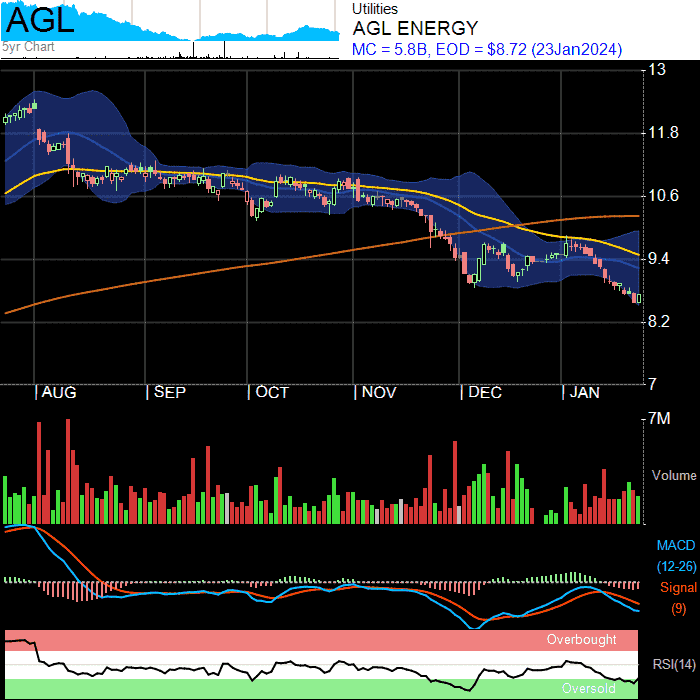 AGL
5yr Chart
Utilities
AGL ENERGY
MC = 5.8B, EOD = $8.72 (23Jan2024)
13
11.8
10.6
9.4
8.2
7
| AUG | SEP | OCT | NOV | DEC | JAN
7M
Volume
MACD
(12-26)
Signal
(9)
Overbought
RSI(14)
Oversold